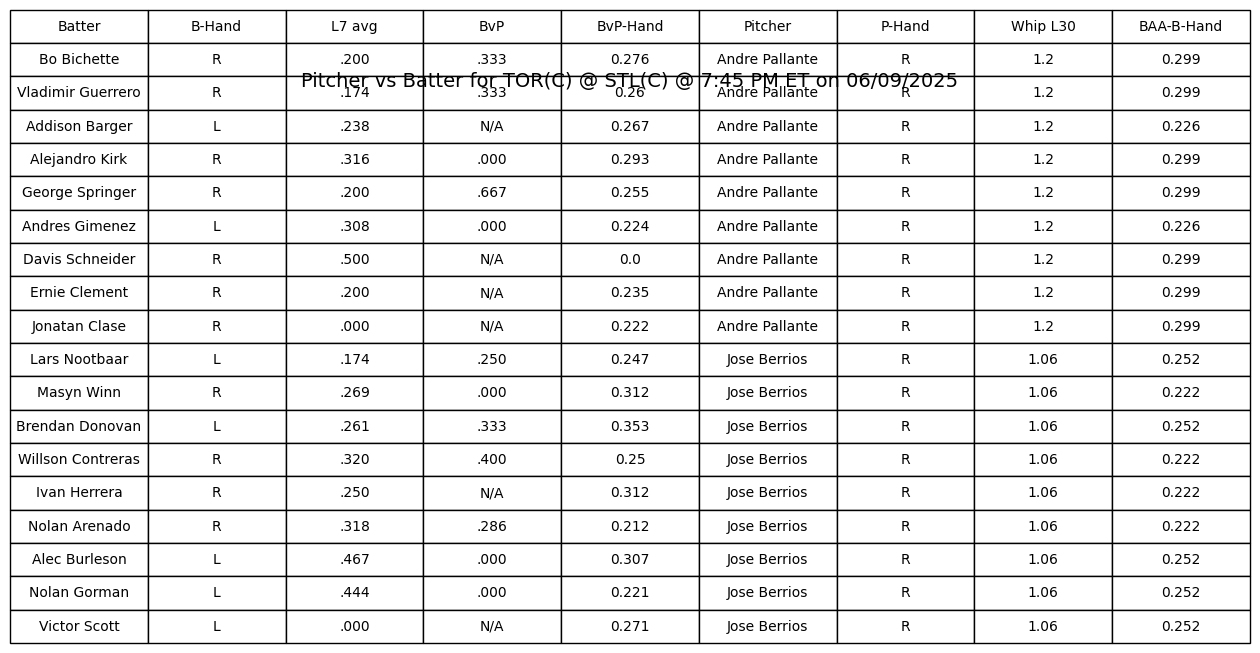 Batter B-Hand L7 avg BvP BvP-Hand Pitcher P-Hand Whip L30 BAA-B-Hand
Bo Bichette R .200 .333 0.276 Andre Pallante R 1.2 0.299
Pitcher vs Batter for TOR(C) @ STL(C) @ 7:45 PM ET on 06/09/2025
Vladimir Guerrero R .174 .333 0.26 Andre Pallante R 1.2 0.299
Addison Barger L .238 N/A 0.267 Andre Pallante R 1.2 0.226
Alejandro Kirk R .316 .000 0.293 Andre Pallante R 1.2 0.299
George Springer R .200 .667 0.255 Andre Pallante R 1.2 0.299
Andres Gimenez L .308 .000 0.224 Andre Pallante R 1.2 0.226
Davis Schneider R .500 N/A 0.0 Andre Pallante R 1.2 0.299
Ernie Clement R .200 N/A 0.235 Andre Pallante R 1.2 0.299
Jonatan Clase R .000 N/A 0.222 Andre Pallante R 1.2 0.299
Lars Nootbaar L .174 .250 0.247 Jose Berrios R 1.06 0.252
Masyn Winn R .269 .000 0.312 Jose Berrios R 1.06 0.222
Brendan Donovan L .261 .333 0.353 Jose Berrios R 1.06 0.252
Willson Contreras R .320 .400 0.25 Jose Berrios R 1.06 0.222
Ivan Herrera R .250 N/A 0.312 Jose Berrios R 1.06 0.222
Nolan Arenado R .318 .286 0.212 Jose Berrios R 1.06 0.222
Alec Burleson L .467 .000 0.307 Jose Berrios R 1.06 0.252
Nolan Gorman L .444 .000 0.221 Jose Berrios R 1.06 0.252
Victor Scott L .000 N/A 0.271 Jose Berrios R 1.06 0.252